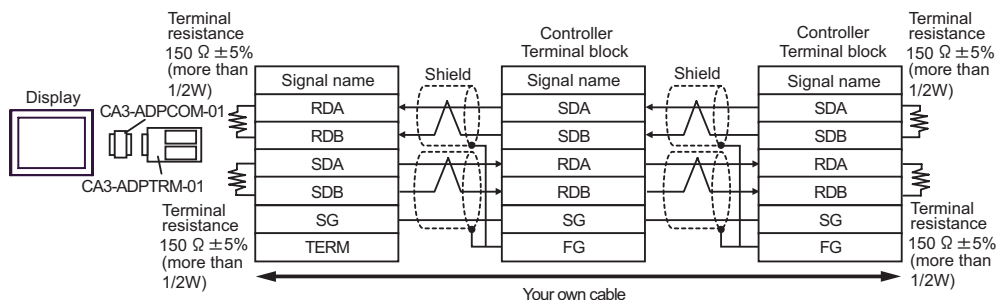 Terminal
resistance
150 Ω ±5%
(more than
1/2W)
Controller
Terminal block
Controller
Terminal block
Terminal
resistance
150 Ω ±5%
(more than
1/2W)
Display
CA3-ADPCOM-01
CA3-ADPTRM-01
Signal name
RDA
RDB
SDA
SDB
SG
TERM
Shield
Signal name
SDA
SDB
RDA
RDB
SG
FG
Shield
Signal name
SDA
SDB
RDA
RDB
SG
FG
Terminal
resistance
150 Ω ±5%
(more than
1/2W)
Terminal
resistance
150 Ω ±5%
(more than
1/2W)
Your own cable